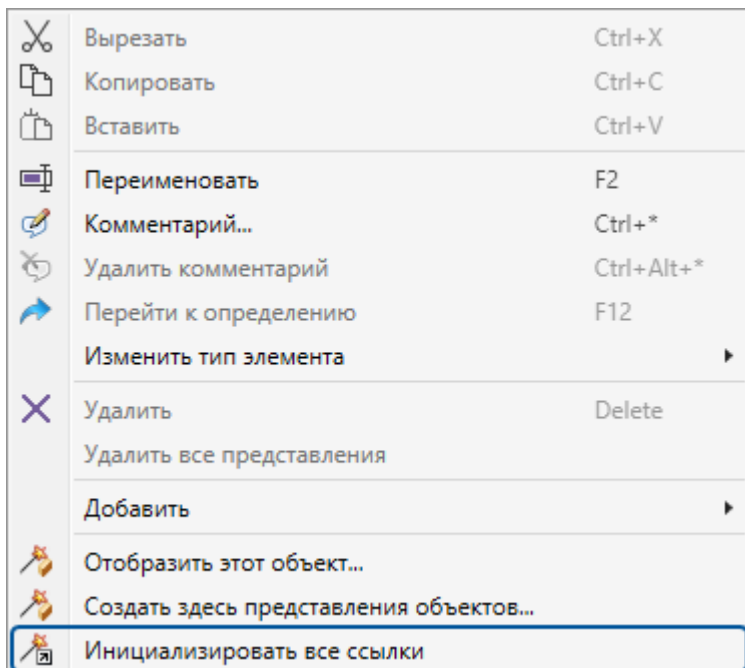 Вырезать Ctrl+X
Копировать Ctrl+C
Вставить Ctrl+V
Переименовать F2
Комментарий... Ctrl+*
Удалить комментарий Ctrl+Alt+*
Перейти к определению F12
Изменить тип элемента
Удалить Delete
Удалить все представления
Добавить
Отобразить этот объект...
Создать здесь представления объектов...
Инициализировать все ссылки